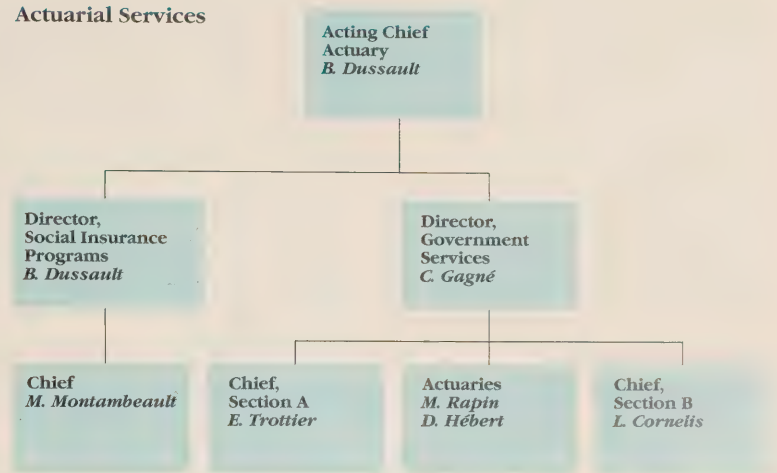 Actuarial Services
Acting Chief
Actuary
B. Dussault
Director,
Social Insurance
Programs
B. Dussault
Director,
Government
Services
C. Gagné
Chief
M. Montambeault
Chief,
Section A
E. Trottier
Actuaries
M. Rapin
D. Hébert
Chief,
Section B
L. Cornelis